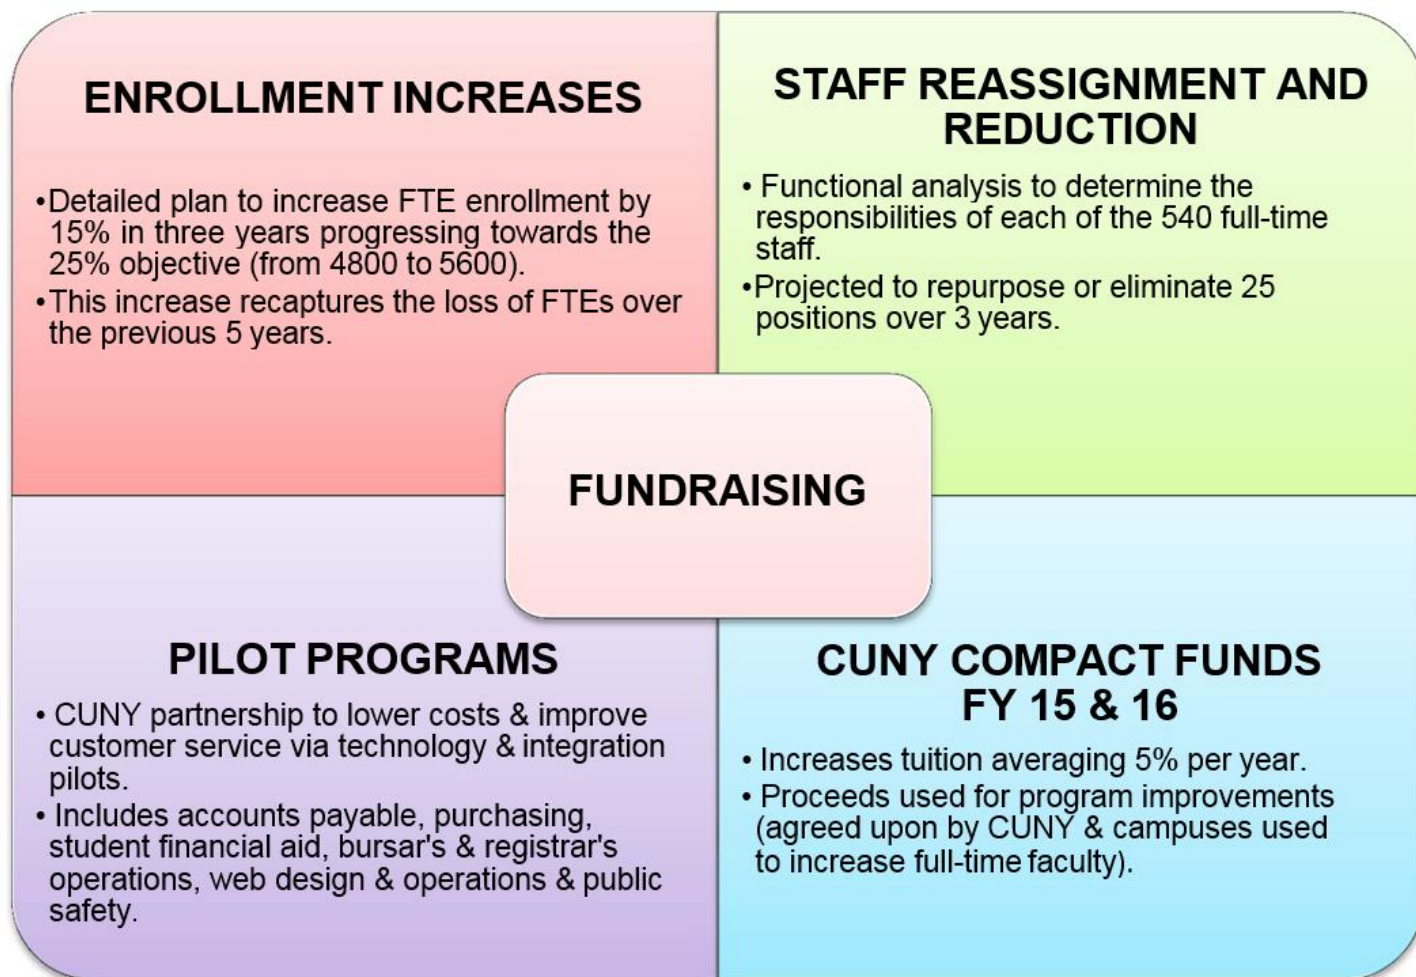 ENROLLMENT INCREASES
•Detailed plan to increase FTE enrollment by
15% in three years progressing towards the
25% objective (from 4800 to 5600).
•This increase recaptures the loss of FTEs over
the previous 5 years.
STAFF REASSIGNMENT AND
REDUCTION
• Functional analysis to determine the
responsibilities of each of the 540 full-time
staff.
•Projected to repurpose or eliminate 25
positions over 3 years.
FUNDRAISING
PILOT PROGRAMS
• CUNY partnership to lower costs & improve
customer service via technology & integration
pilots.
• Includes accounts payable, purchasing,
student financial aid, bursar's & registrar's
operations, web design & operations & public
safety.
CUNY COMPACT FUNDS
FY 15 & 16
• Increases tuition averaging 5% per year.
• Proceeds used for program improvements
(agreed upon by CUNY & campuses used
to increase full-time faculty).